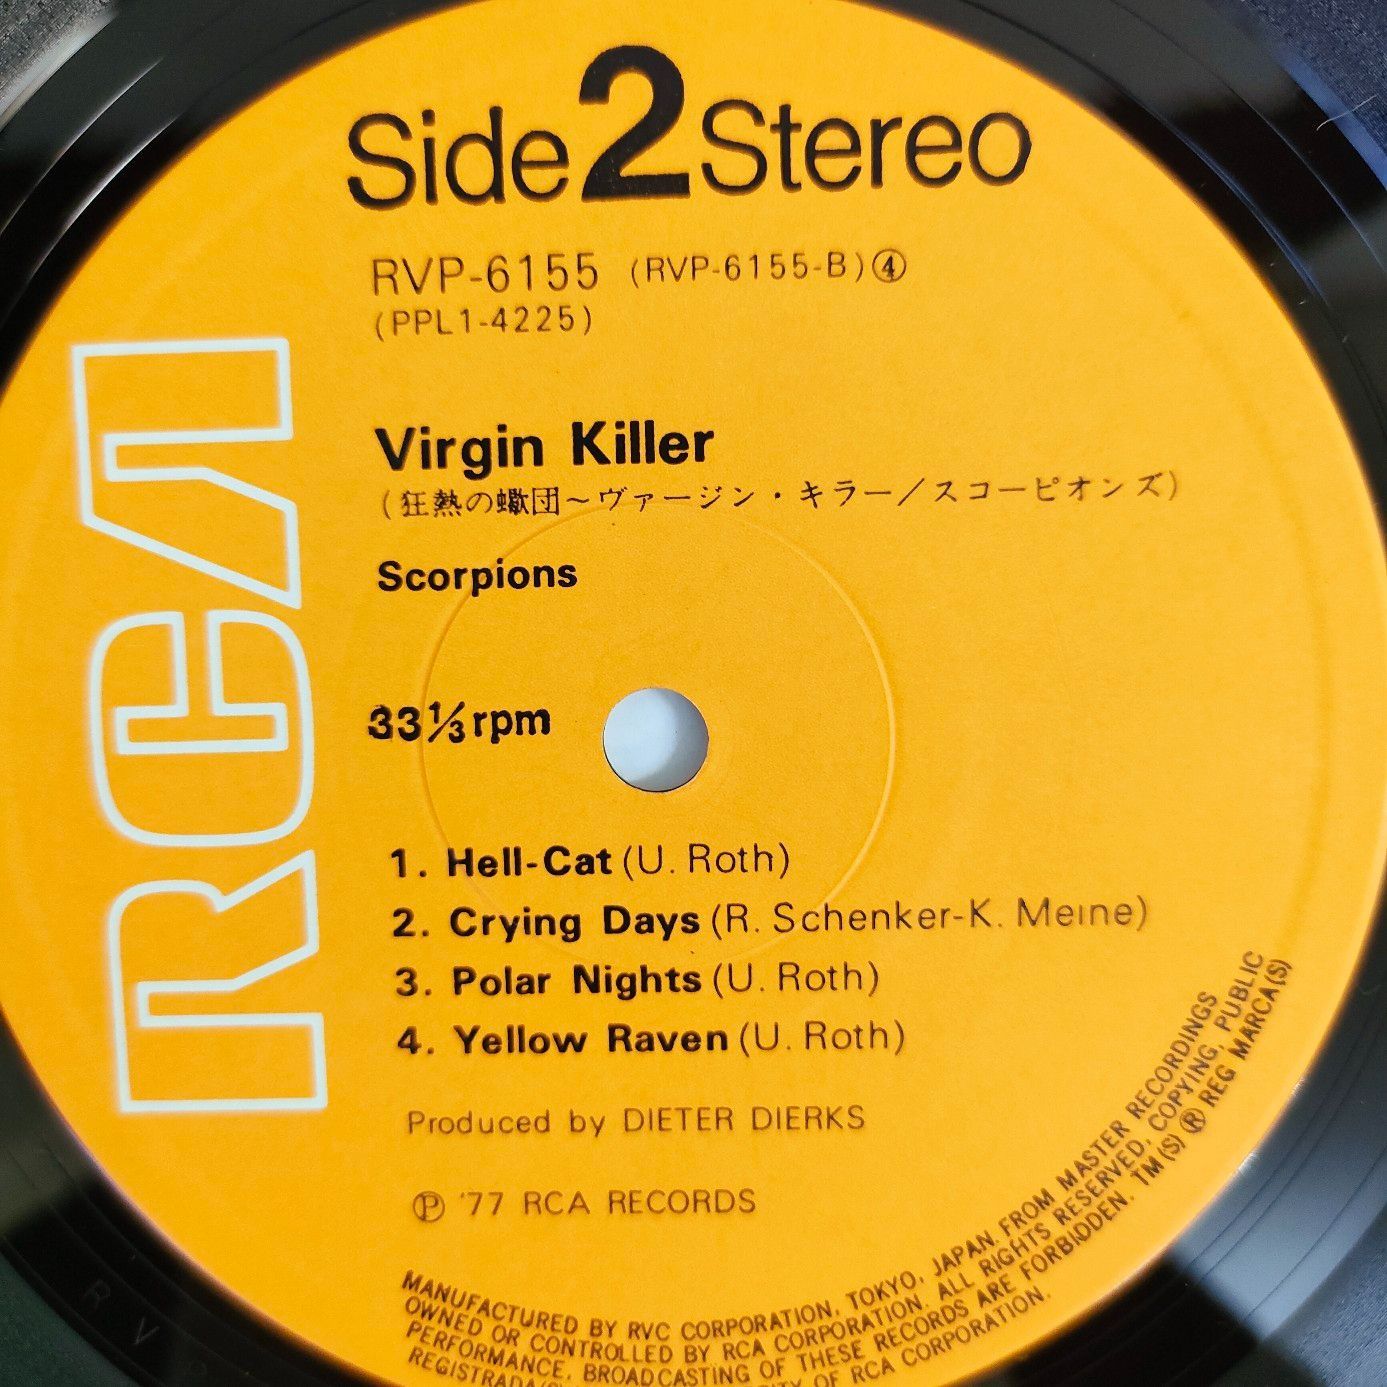 Side 2 Stereo
RVP-6155 (RVP-6155-B) ④
(PPL1-4225)
RCA
Virgin Killer
(狂熱の蠍団〜ヴァージン・キラー/スコーピオンズ)
Scorpions
33⅓ rpm
1. Hell-Cat (U. Roth)
2. Crying Days (R. Schenker-K. Meine)
3. Polar Nights (U. Roth)
4. Yellow Raven (U. Roth)
Produced by DIETER DIERKS
Ⓟ '77 RCA RECORDS
MANUFACTURED BY RVC CORPORATION, TOKYO, JAPAN. FROM MASTER RECORDINGS
OWNED OR CONTROLLED BY RCA CORPORATION. ALL RIGHTS RESERVED, COPYING, PUBLIC
PERFORMANCE, BROADCASTING OF THESE RECORDS ARE FORBIDDEN. TM(S) ® REG MARCA(S)
OF RCA CORPORATION.